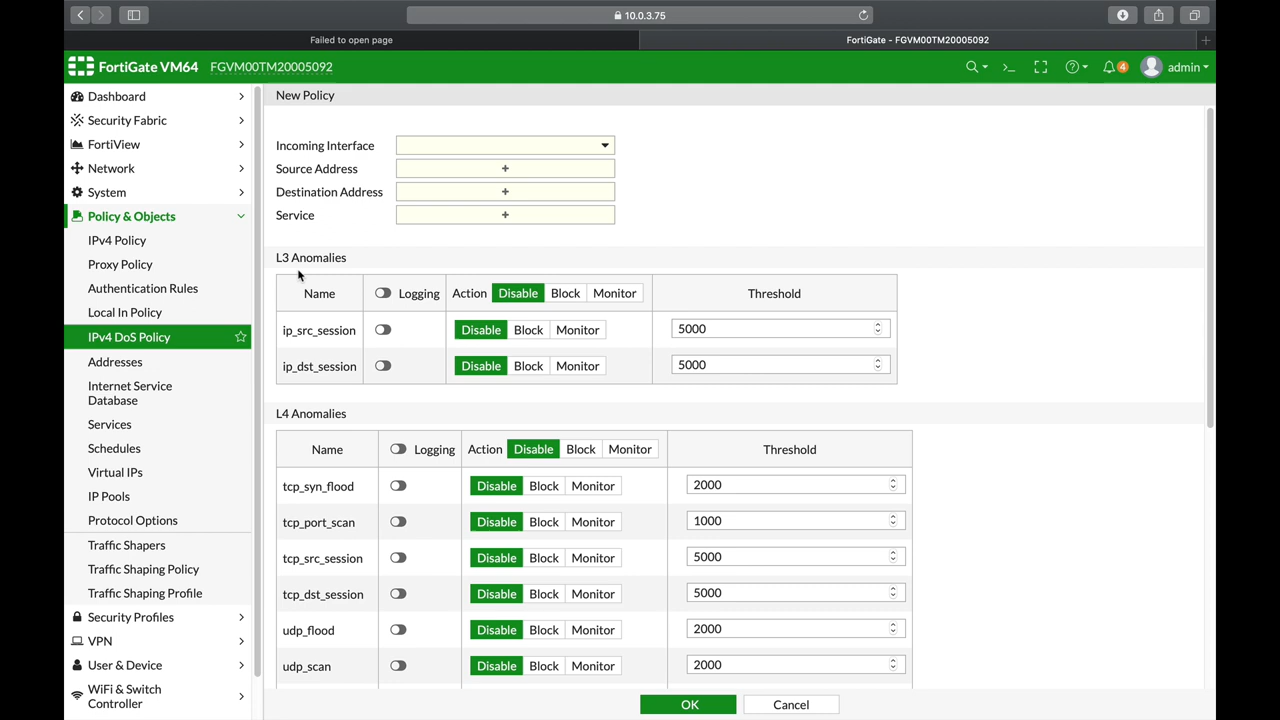 10.0.3.75
Failed to open page
FortiGate - FGVM00TM20005092
FortiGate VM64 FGVM00TM20005092
4 admin
Dashboard
Security Fabric
FortiView
Network
System
Policy & Objects
IPv4 Policy
Proxy Policy
Authentication Rules
Local In Policy
IPv4 DoS Policy
Addresses
Internet Service
Database
Services
Schedules
Virtual IPs
IP Pools
Protocol Options
Traffic Shapers
Traffic Shaping Policy
Traffic Shaping Profile
Security Profiles
VPN
User & Device
WiFi & Switch
Controller
New Policy
Incoming Interface
Source Address +
Destination Address +
Service +
L3 Anomalies
Name Logging Action Disable Block Monitor Threshold
ip_src_session Disable Block Monitor 5000
ip_dst_session Disable Block Monitor 5000
L4 Anomalies
Name Logging Action Disable Block Monitor Threshold
tcp_syn_flood Disable Block Monitor 2000
tcp_port_scan Disable Block Monitor 1000
tcp_src_session Disable Block Monitor 5000
tcp_dst_session Disable Block Monitor 5000
udp_flood Disable Block Monitor 2000
udp_scan Disable Block Monitor 2000
OK Cancel